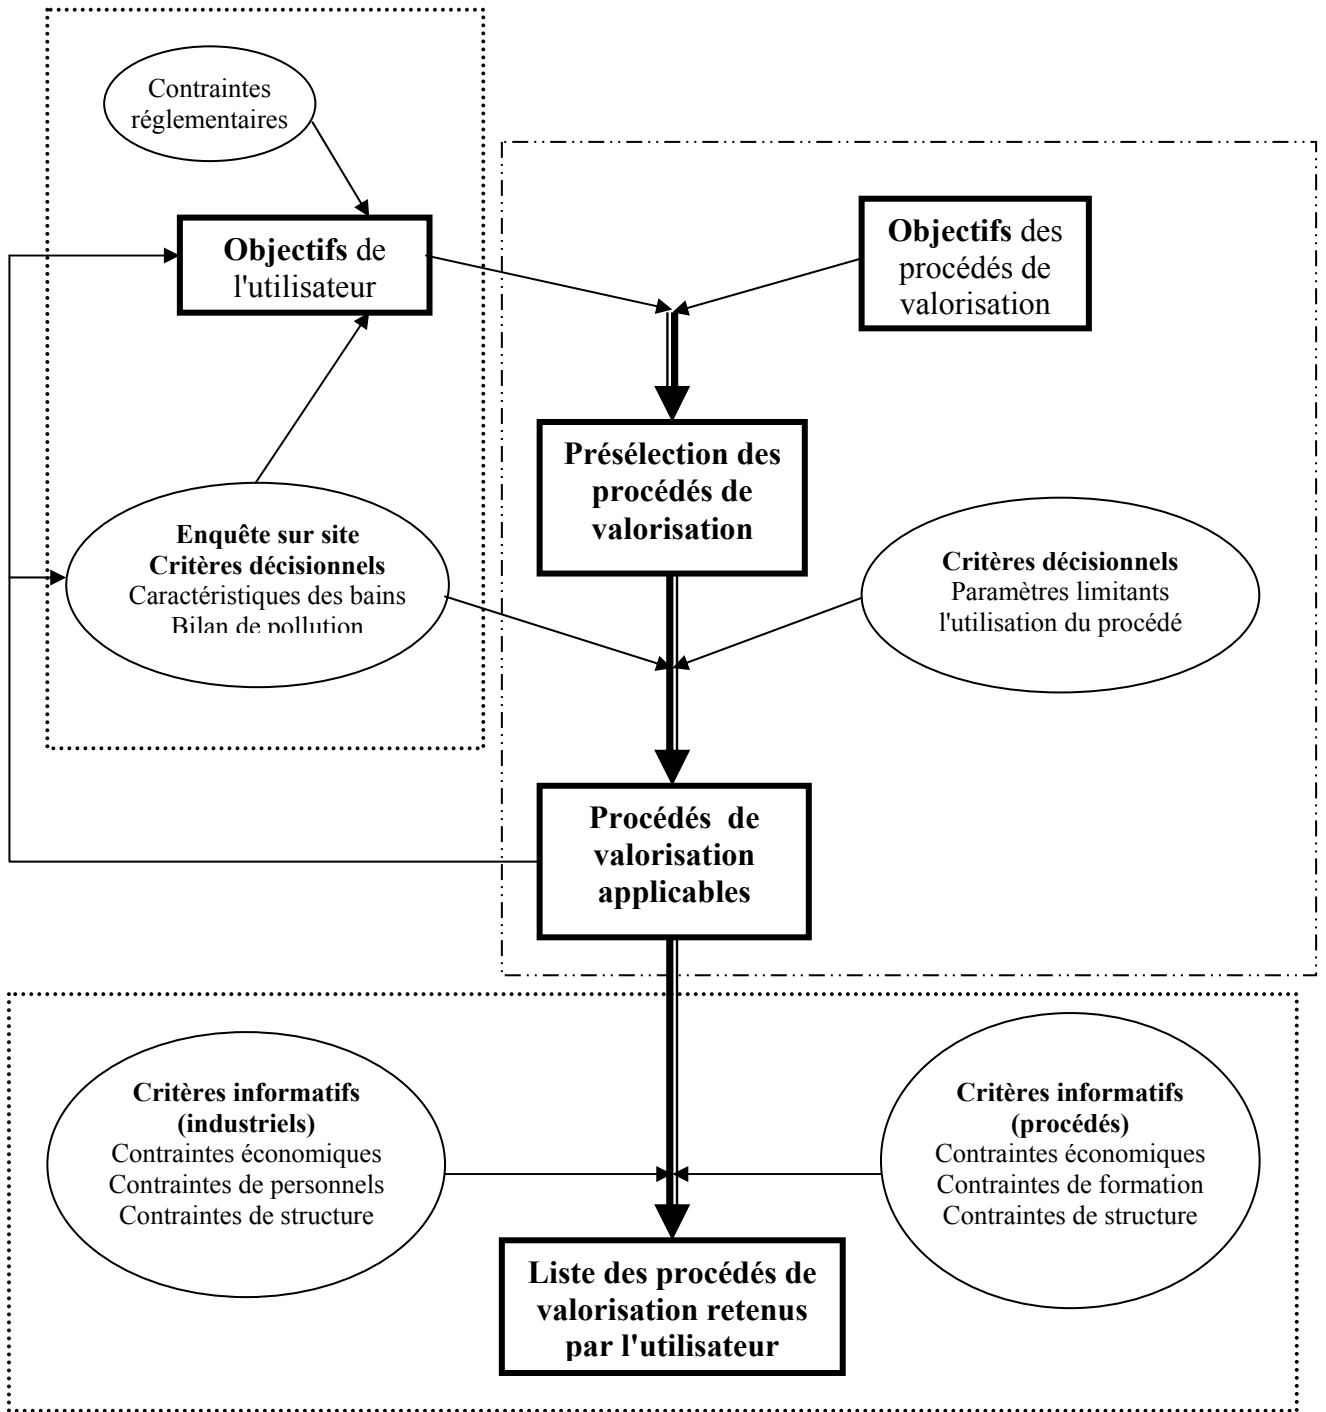 Contraintes
réglementaires
Objectifs de
l'utilisateur
Objectifs des
procédés de
valorisation
Présélection des
procédés de
valorisation
Enquête sur site
Critères décisionnels
Caractéristiques des bains
Bilan de pollution
Critères décisionnels
Paramètres limitants
l'utilisation du procédé
Procédés de
valorisation
applicables
Critères informatifs
(industriels)
Contraintes économiques
Contraintes de personnels
Contraintes de structure
Critères informatifs
(procédés)
Contraintes économiques
Contraintes de formation
Contraintes de structure
Liste des procédés de
valorisation retenus
par l'utilisateur